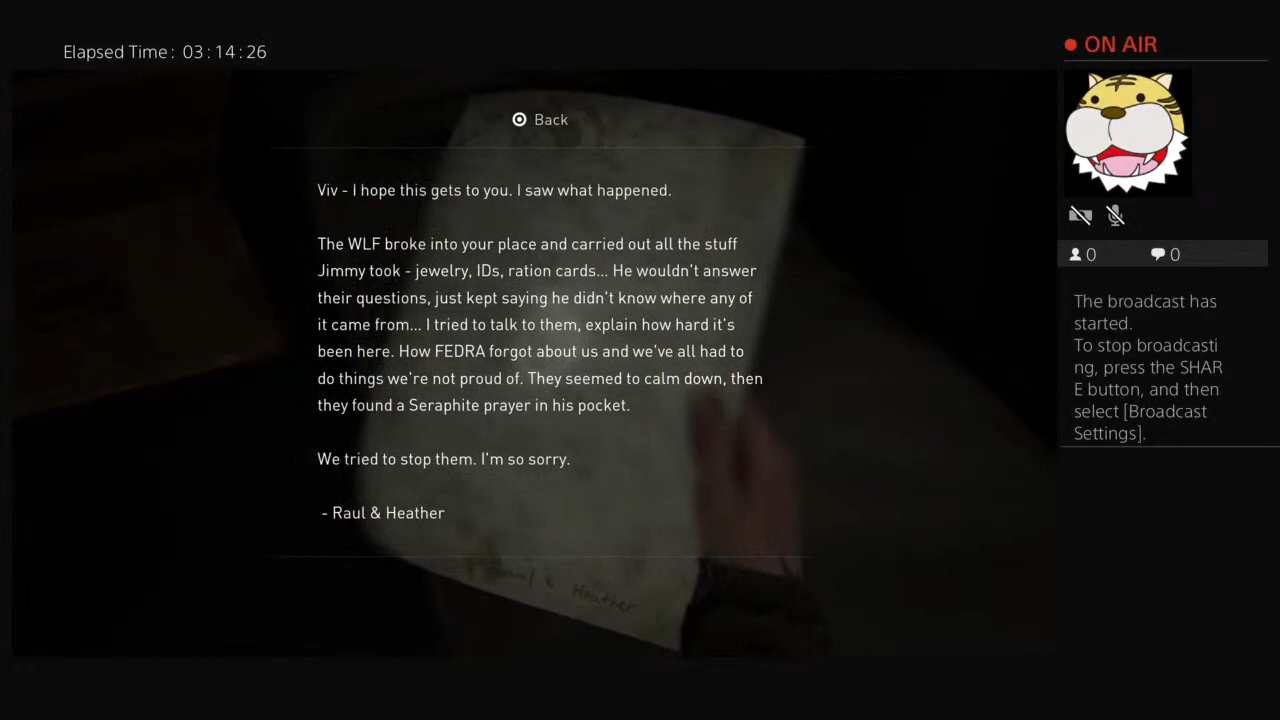 Elapsed Time: 03:14:26
ON AIR
Back
Viv - I hope this gets to you. I saw what happened.
The WLF broke into your place and carried out all the stuff
Jimmy took - jewelry, IDs, ration cards... He wouldn't answer
their questions, just kept saying he didn't know where any of
it came from... I tried to talk to them, explain how hard it's
been here. How FEDRA forgot about us and we've all had to
do things we're not proud of. They seemed to calm down, then
they found a Seraphite prayer in his pocket.
We tried to stop them. I'm so sorry.
- Raul & Heather
Heather
0
0
The broadcast has
started.
To stop broadcasti
ng, press the SHAR
E button, and then
select [Broadcast
Settings].